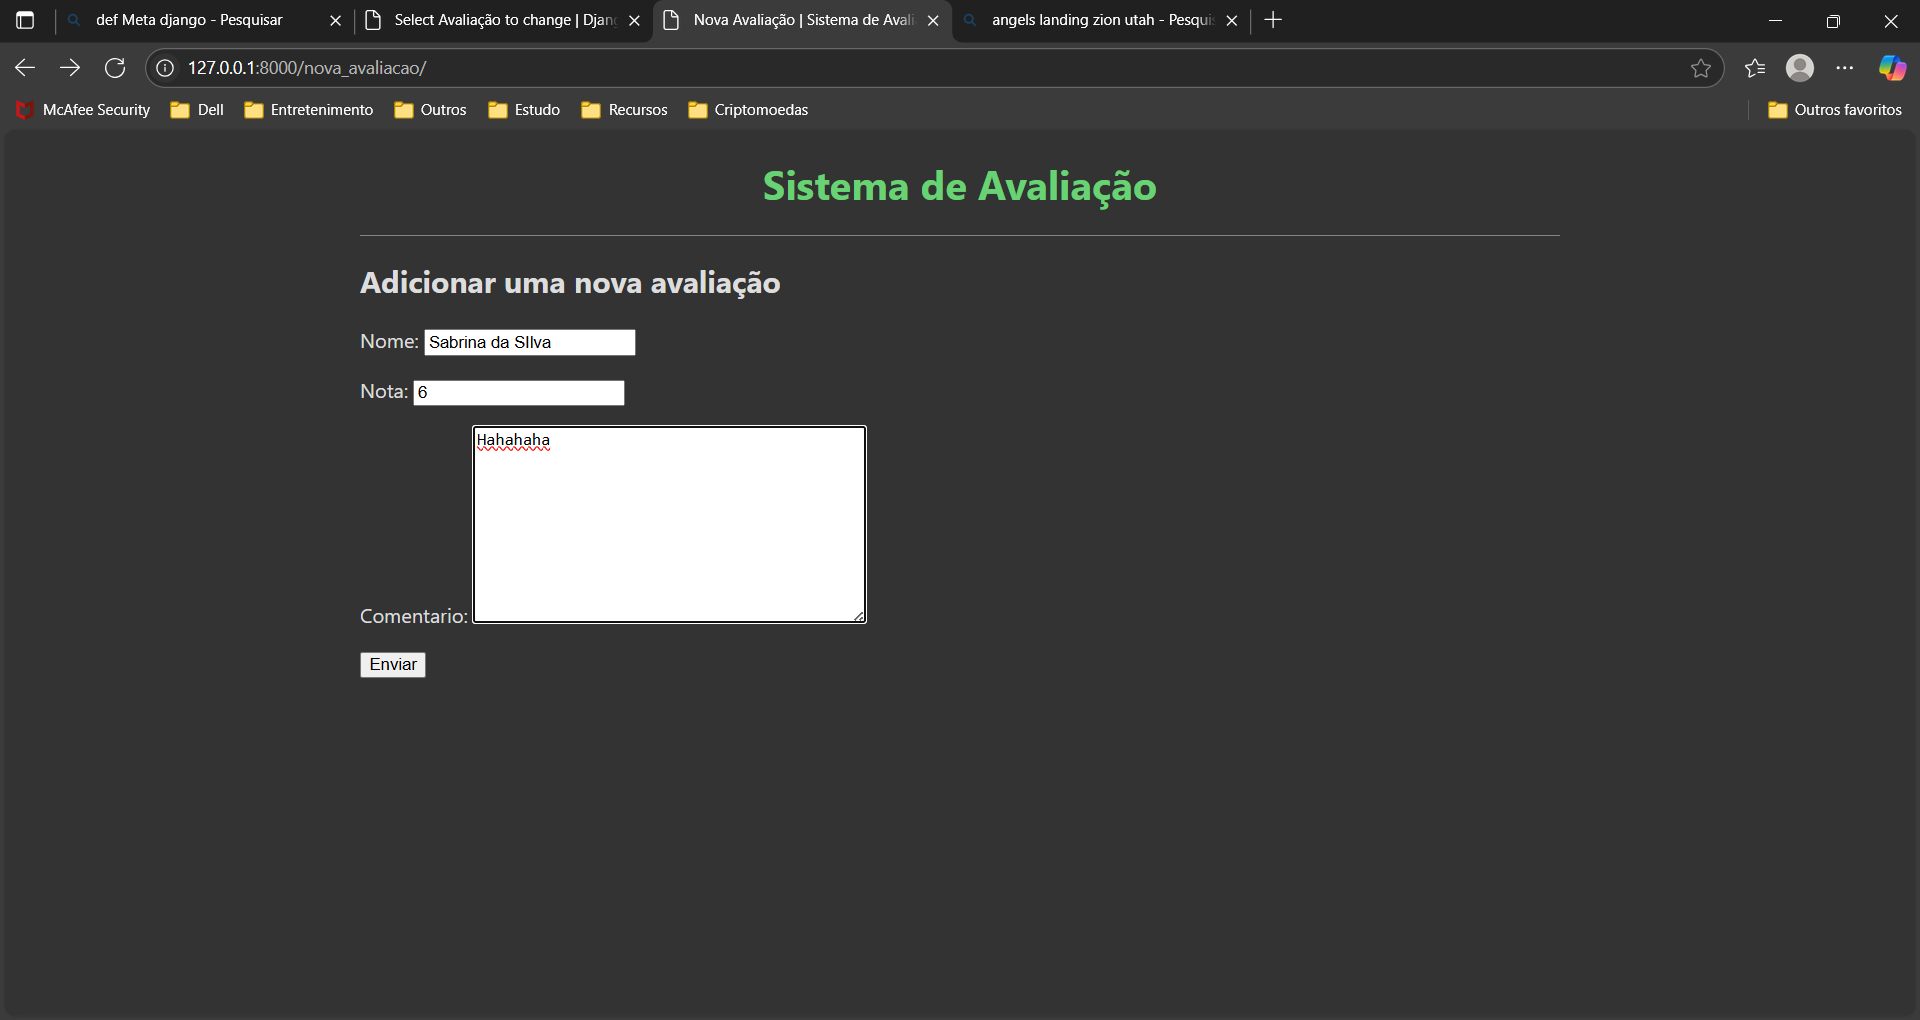 def Meta django - Pesquisar
Select Avaliação to change | Djan
Nova Avaliação | Sistema de Avali
angels landing zion utah - Pesqui
127.0.0.1:8000/nova_avaliacao/
McAfee Security
Dell
Entretenimento
Outros
Estudo
Recursos
Criptomoedas
Outros favoritos
Sistema de Avaliação
Adicionar uma nova avaliação
Nome: Sabrina da SIlva
Nota: 6
Hahahaha
Comentario:
Enviar